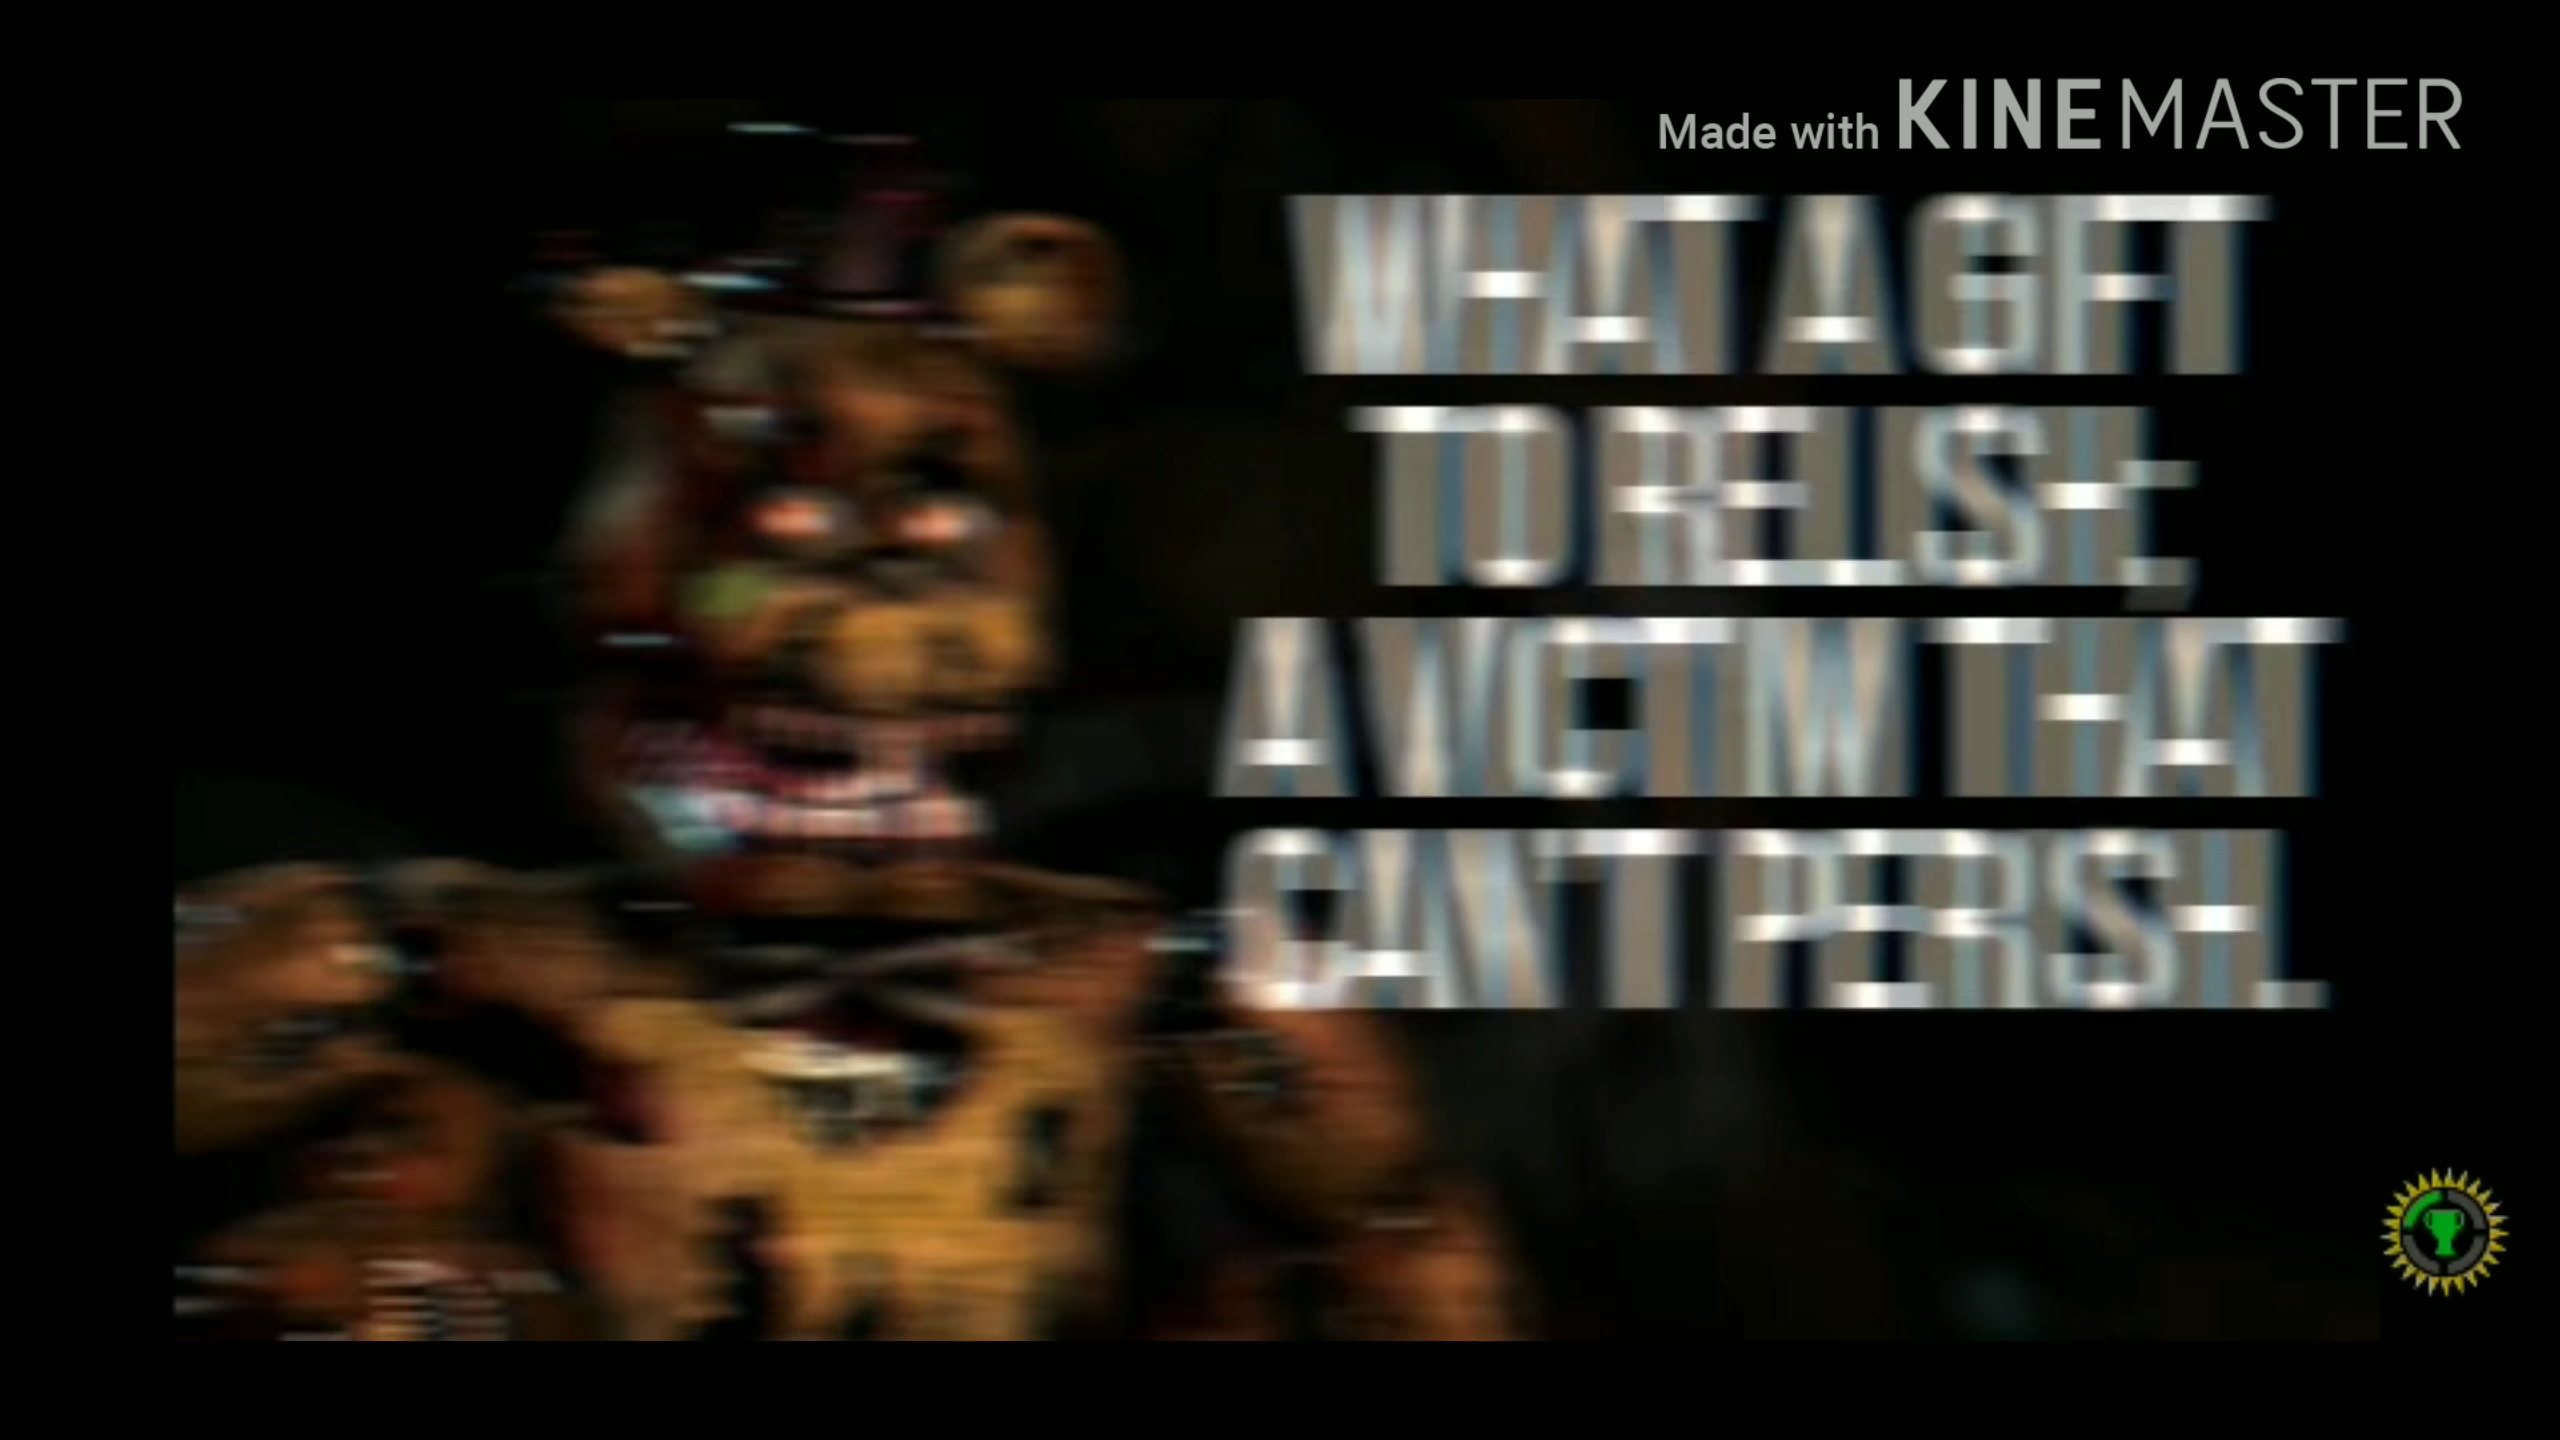 Made with KINEMASTER
WHAT A GIFT
TO RELISH,
A VICTIM THAT
CAN'T PERISH.